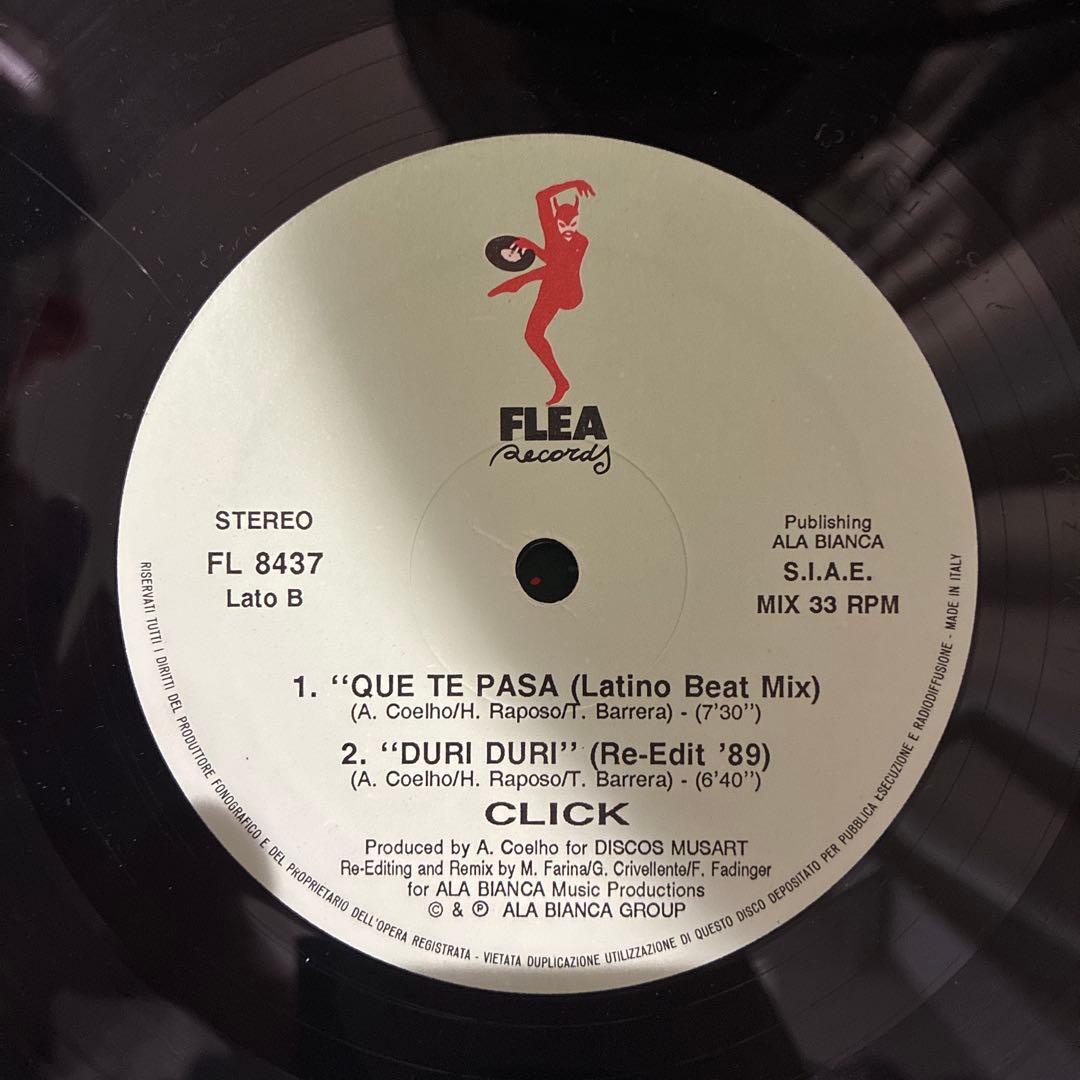 FLEA
Records
STEREO
FL 8437
Lato B
Publishing
ALA BIANCA
S.I.A.E.
MIX 33 RPM
1. “QUE TE PASA (Latino Beat Mix)
(A. Coelho/H. Raposo/T. Barrera) - (7'30”)
2. “DURI DURI” (Re-Edit '89)
(A. Coelho/H. Raposo/T. Barrera) - (6'40”)
CLICK
Produced by A. Coelho for DISCOS MUSART
Re-Editing and Remix by M. Farina/G. Crivellente/F. Fadinger
for ALA BIANCA Music Productions
© & ℗ ALA BIANCA GROUP
RISERVATI TUTTI I DIRITTI DEL PRODUTTORE FONOGRAFICO E DEL PROPRIETARIO DELL'OPERA REGISTRATA - VIETATA DUPLICAZIONE UTILIZZAZIONE DI QUESTO DISCO DEPOSITATO PER PUBBLICA ESECUZIONE E RADIODIFFUSIONE - MADE IN ITALY